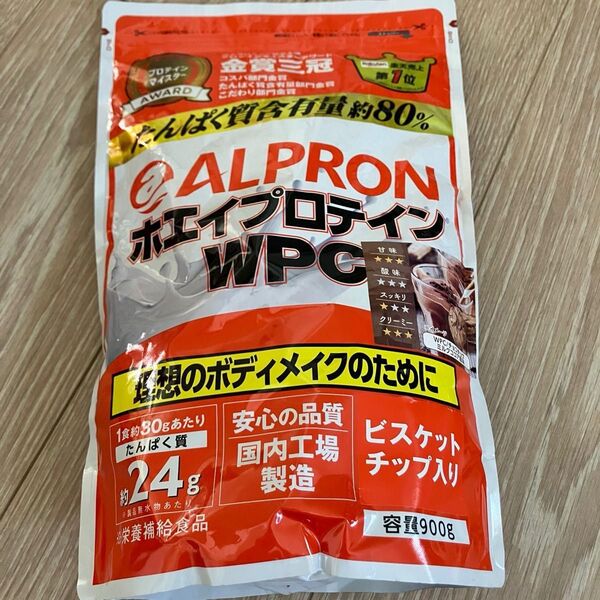 プロテイン
マイスター
AWARD
金賞三冠
コスパ部門金賞
たんぱく質含有量部門金賞
こだわり部門金賞
Rakuten
楽天売上
第1位
たんぱく質含有量約80%
ALPRON
ホエイプロテイン
WPC
甘味
★★★
酸味
★★★
スッキリ
★★★
クリーミー
★★★
理想のボディメイクのために
1食約30gあたり
たんぱく質
約24g
安心の品質
国内工場
製造
ビスケット
チップ入り
栄養補給食品
容量900g